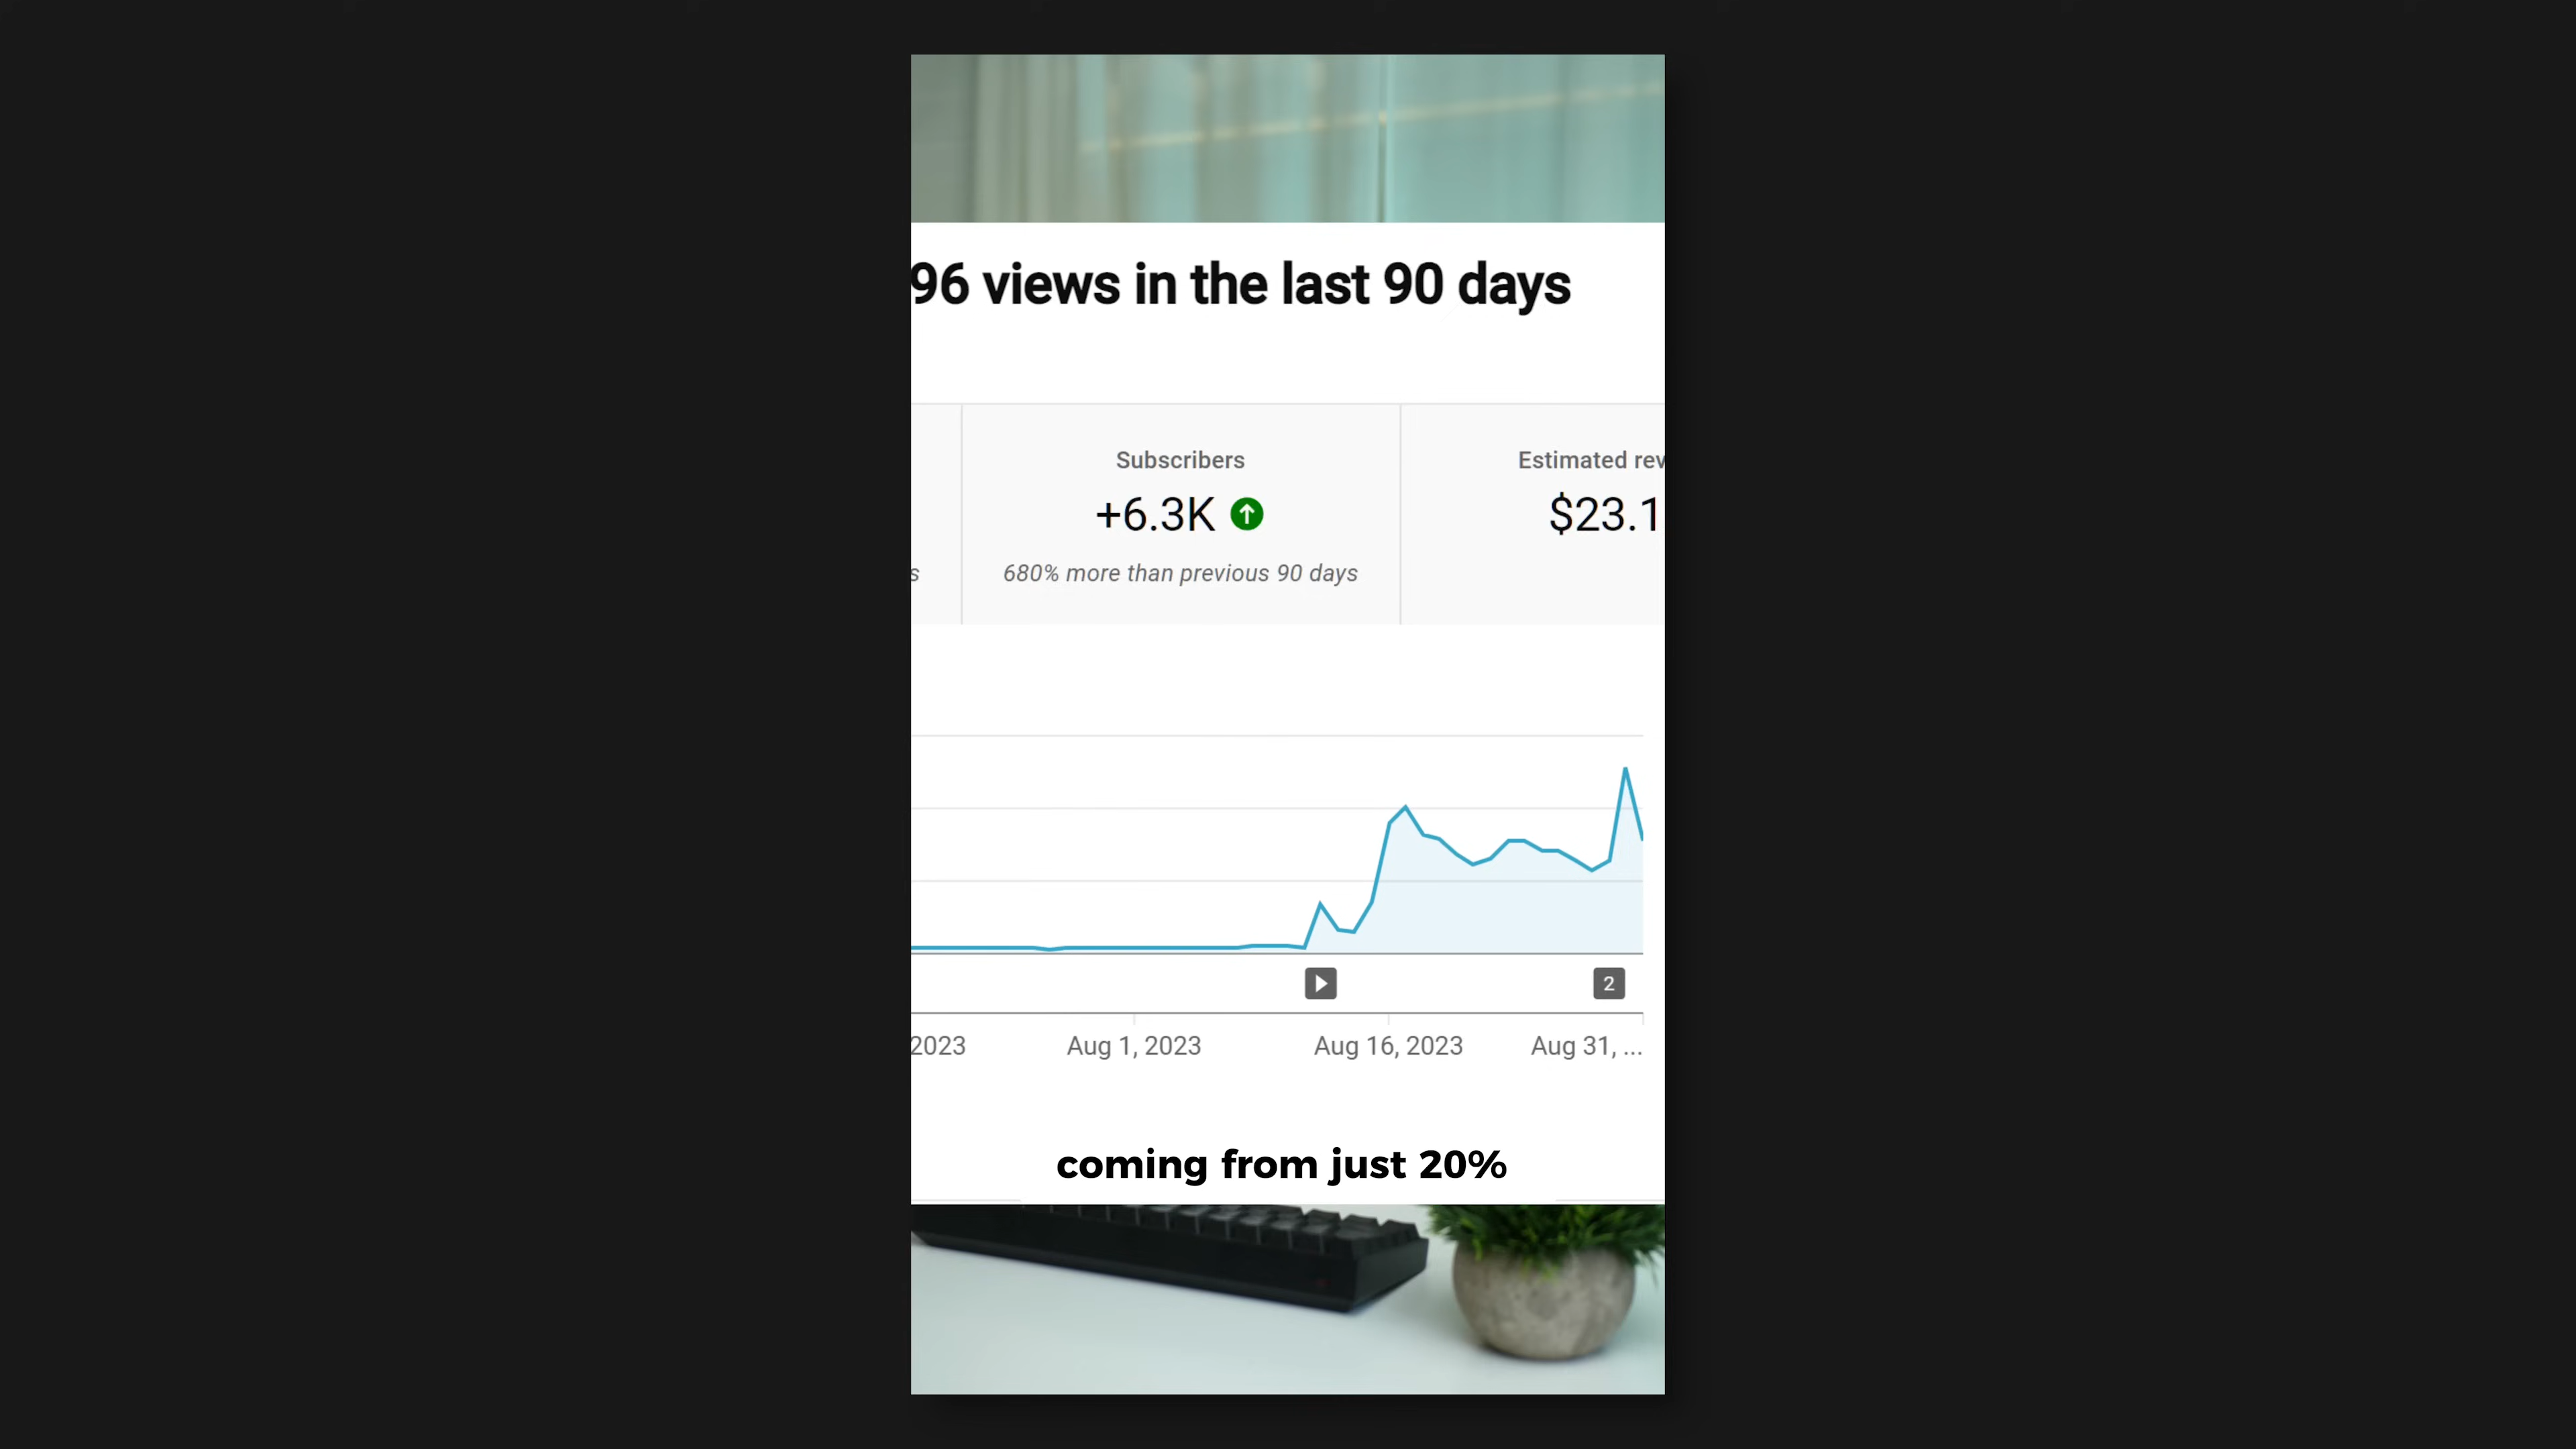 96 views in the last 90 days
Subscribers
Estimated rev
+6.3K
$23.1
s
680% more than previous 90 days
2
2023
Aug 1, 2023
Aug 16, 2023
Aug 31, ...
coming from just 20%